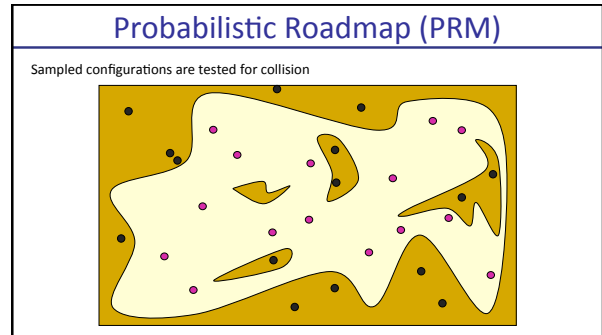 Probabilistic Roadmap (PRM)
Sampled configurations are tested for collision